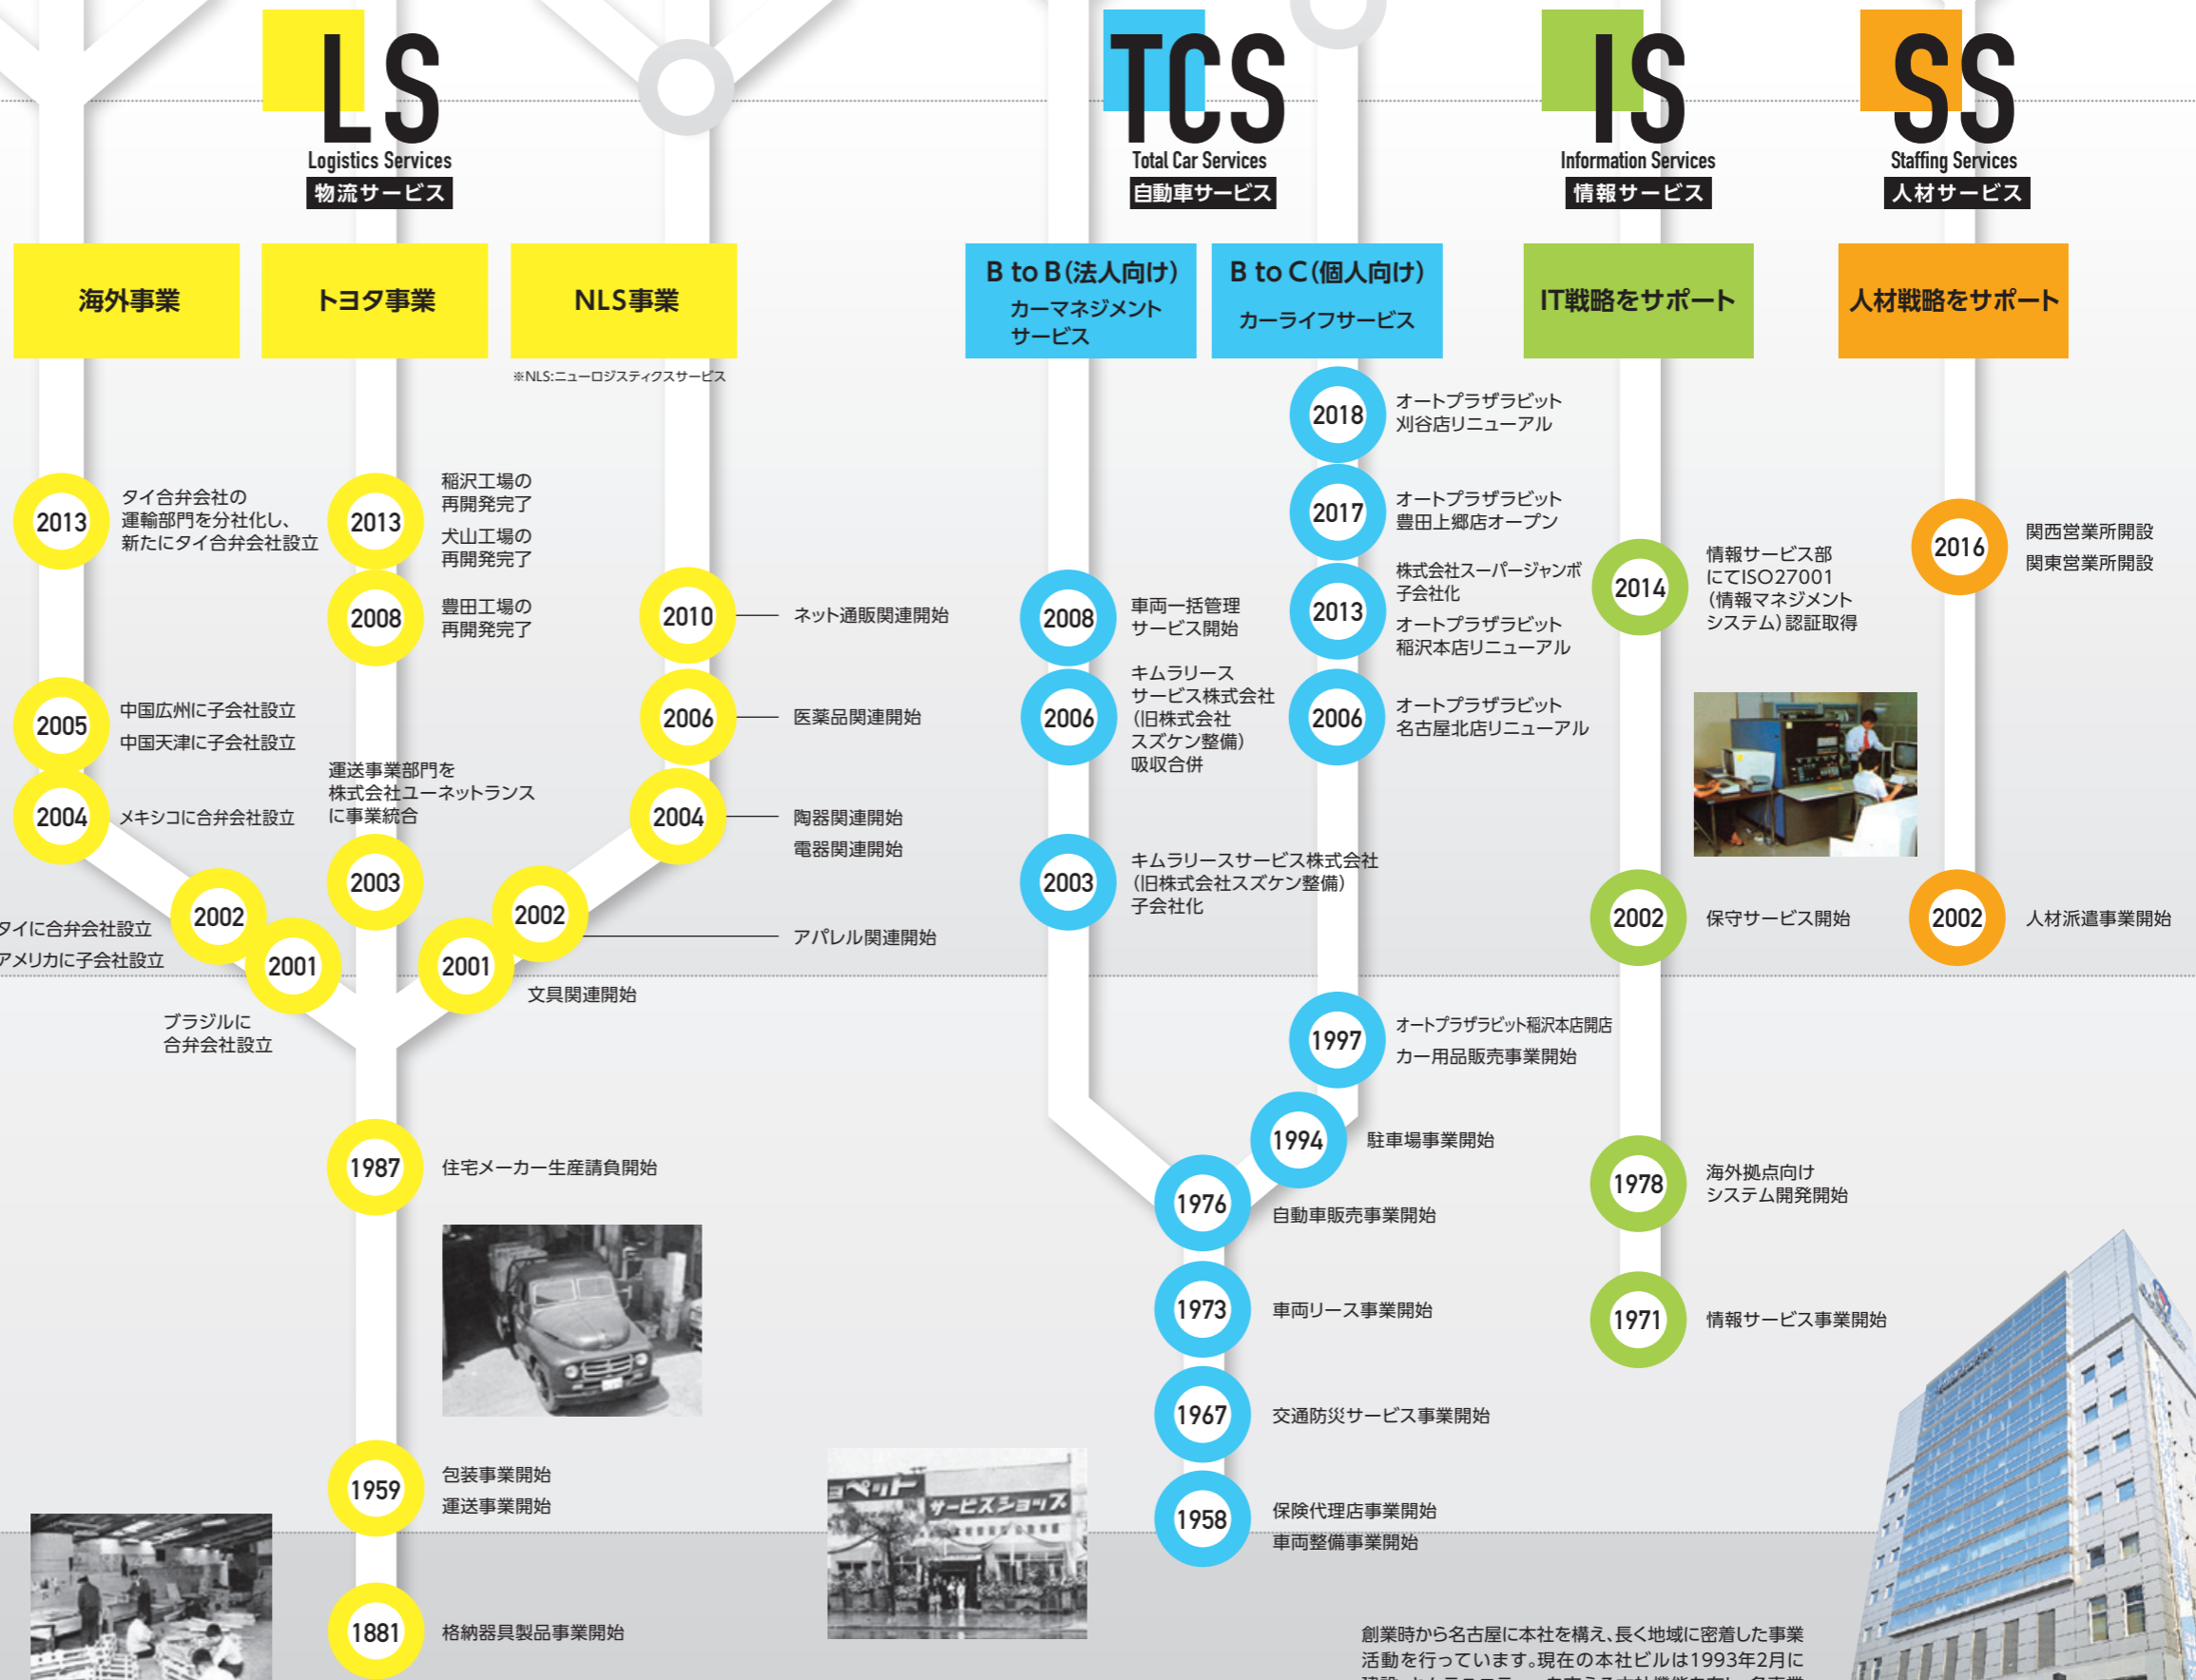 LS
Logistics Services
物流サービス
海外事業
トヨタ事業
NLS事業
※NLS:ニューロジスティクスサービス
2013
タイ合弁会社の
運輸部門を分社化し、
新たにタイ合弁会社設立
2005
中国広州に子会社設立
中国天津に子会社設立
2004
メキシコに合弁会社設立
2002
タイに合弁会社設立
アメリカに子会社設立
2001
ブラジルに
合弁会社設立
2013
稲沢工場の
再開発完了
犬山工場の
再開発完了
2008
豊田工場の
再開発完了
運送事業部門を
株式会社ユーネットランス
に事業統合
2003
2010
ネット通販関連開始
2006
医薬品関連開始
2004
陶器関連開始
電器関連開始
2002
アパレル関連開始
2001
文具関連開始
1987
住宅メーカー生産請負開始
1959
包装事業開始
運送事業開始
1881
格納器具製品事業開始
TCS
Total Car Services
自動車サービス
B to B(法人向け)
カーマネジメント
サービス
B to C(個人向け)
カーライフサービス
2008
車両一括管理
サービス開始
2006
キムラリース
サービス株式会社
(旧株式会社
スズケン整備)
吸収合併
2003
キムラリースサービス株式会社
(旧株式会社スズケン整備)
子会社化
2018
オートプラザラビット
刈谷店リニューアル
2017
オートプラザラビット
豊田上郷店オープン
2013
株式会社スーパージャンボ
子会社化
オートプラザラビット
稲沢本店リニューアル
2006
オートプラザラビット
名古屋北店リニューアル
1997
オートプラザラビット稲沢本店開店
カー用品販売事業開始
1994
駐車場事業開始
1976
自動車販売事業開始
1973
車両リース事業開始
1967
交通防災サービス事業開始
1958
保険代理店事業開始
車両整備事業開始
ペット
サービスショップ
IS
Information Services
情報サービス
IT戦略をサポート
2014
情報サービス部
にてISO27001
(情報マネジメント
システム)認証取得
2002
保守サービス開始
1978
海外拠点向け
システム開発開始
1971
情報サービス事業開始
SS
Staffing Services
人材サービス
人材戦略をサポート
2016
関西営業所開設
関東営業所開設
2002
人材派遣事業開始
創業時から名古屋に本社を構え、長く地域に密着した事業
活動を行っています。現在の本社ビルは1993年2月に